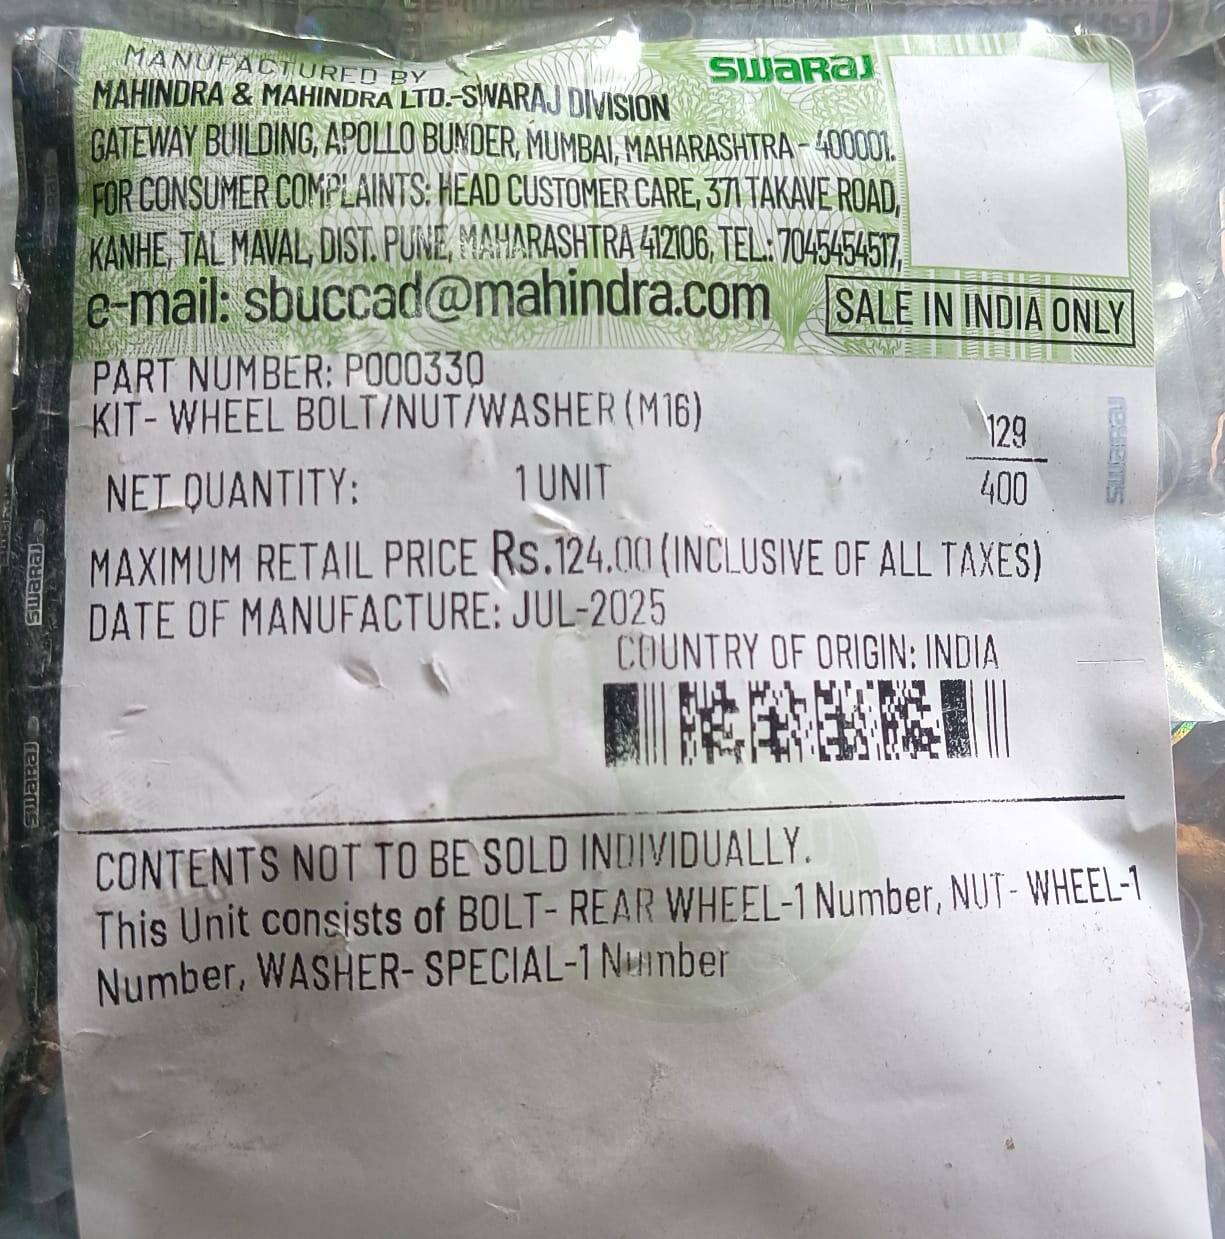 MANUFACTURED BY
swaraj
MAHINDRA & MAHINDRA LTD.-SWARAJ DIVISION
GATEWAY BUILDING, APOLLO BUNDER, MUMBAI, MAHARASHTRA - 400001.
FOR CONSUMER COMPLAINTS: HEAD CUSTOMER CARE, 371 TAKAVE ROAD,
KANHE, TAL MAVAL, DIST. PUNE, MAHARASHTRA 412106, TEL.: 7045454517,
e-mail: sbuccad@mahindra.com
SALE IN INDIA ONLY
PART NUMBER: P000330
KIT- WHEEL BOLT/NUT/WASHER (M16)
129
400
swaraj
NET QUANTITY: 1 UNIT
MAXIMUM RETAIL PRICE Rs.124.00 (INCLUSIVE OF ALL TAXES)
DATE OF MANUFACTURE: JUL-2025
COUNTRY OF ORIGIN: INDIA
CONTENTS NOT TO BE SOLD INDIVIDUALLY.
This Unit consists of BOLT- REAR WHEEL-1 Number, NUT- WHEEL-1
Number, WASHER- SPECIAL-1 Number
swaraj
swaraj